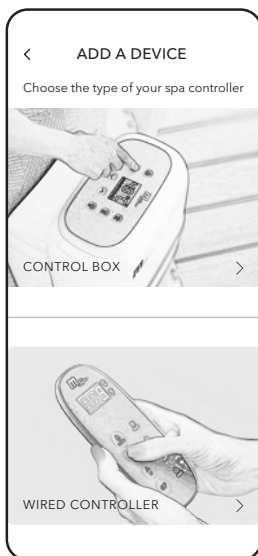 ADD A DEVICE
Choose the type of your spa controller
CONTROL BOX
WIRED CONTROLLER